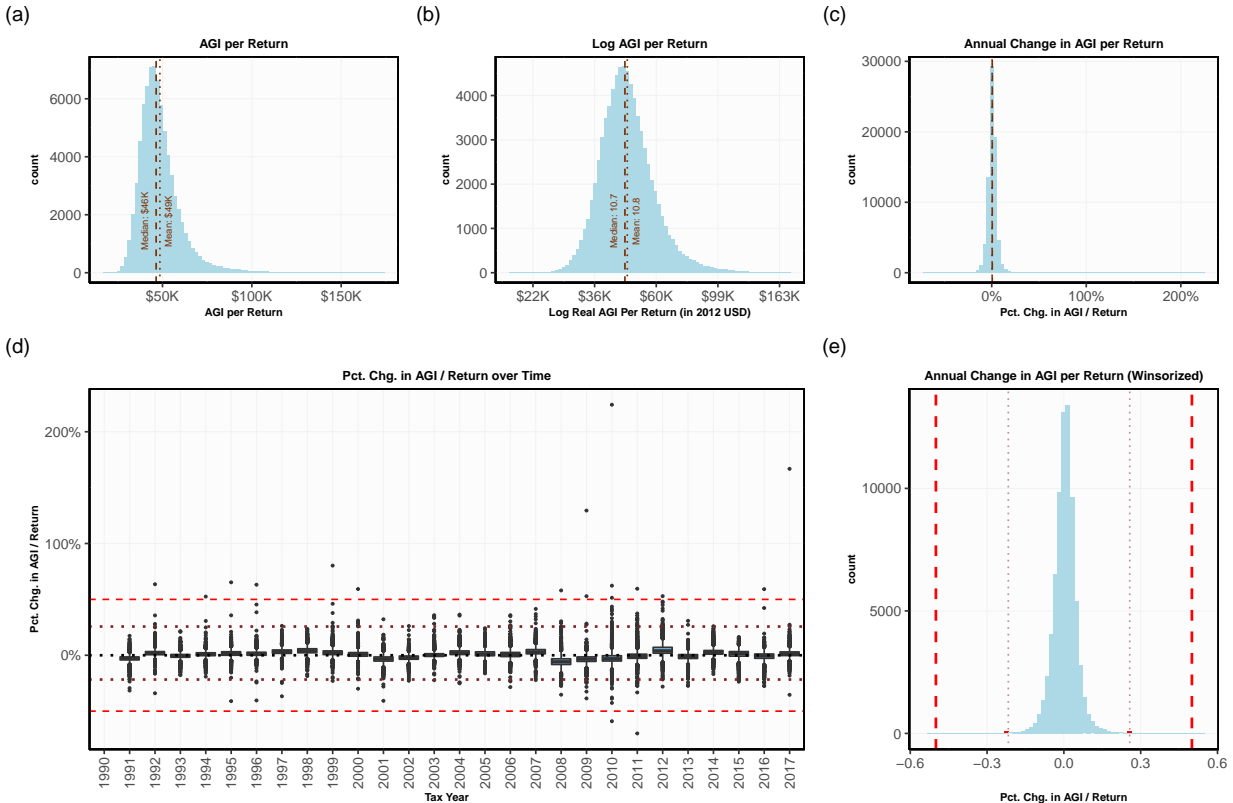 (a)
AGI per Return
count
6000
4000
2000
0
Median: $46K
Mean: $49K
$50K
$100K
$150K
AGI per Return
(b)
Log AGI per Return
count
4000
3000
2000
1000
0
Median: 10.7
Mean: 10.8
$22K
$36K
$60K
$99K
$163K
Log Real AGI Per Return (in 2012 USD)
(c)
Annual Change in AGI per Return
count
30000
20000
10000
0
0%
100%
200%
Pct. Chg. in AGI / Return
(d)
Pct. Chg. in AGI / Return over Time
Pct. Chg. in AGI / Return
200%
100%
0%
1990
1991
1992
1993
1994
1995
1996
1997
1998
1999
2000
2001
2002
2003
2004
2005
2006
2007
2008
2009
2010
2011
2012
2013
2014
2015
2016
2017
Tax Year
(e)
Annual Change in AGI per Return (Winsorized)
count
10000
5000
0
−0.6
−0.3
0.0
0.3
0.6
Pct. Chg. in AGI / Return